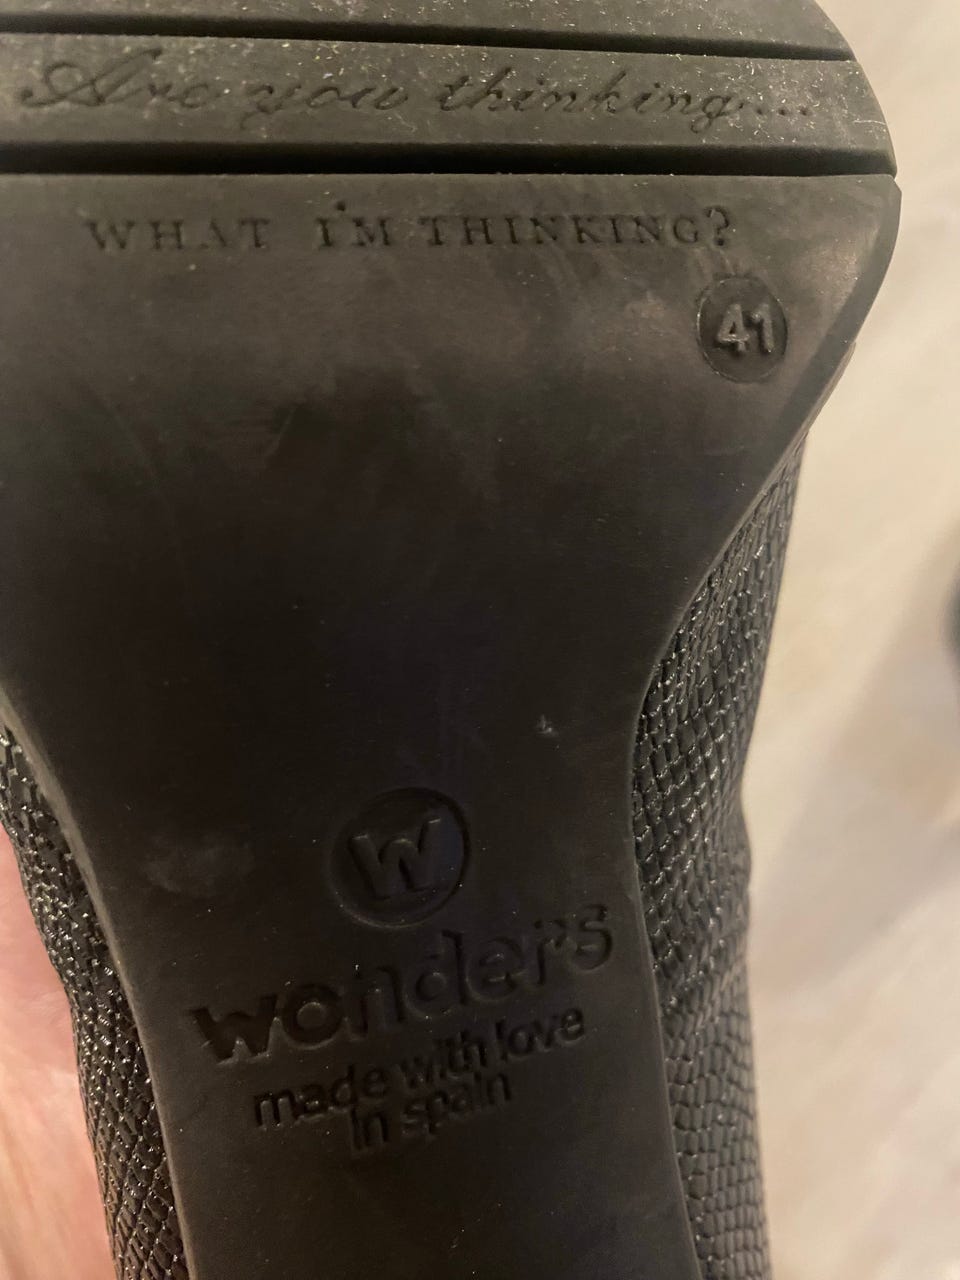 Are you thinking...
WHAT I'M THINKING?
41
W
wonders
made with love
in spain